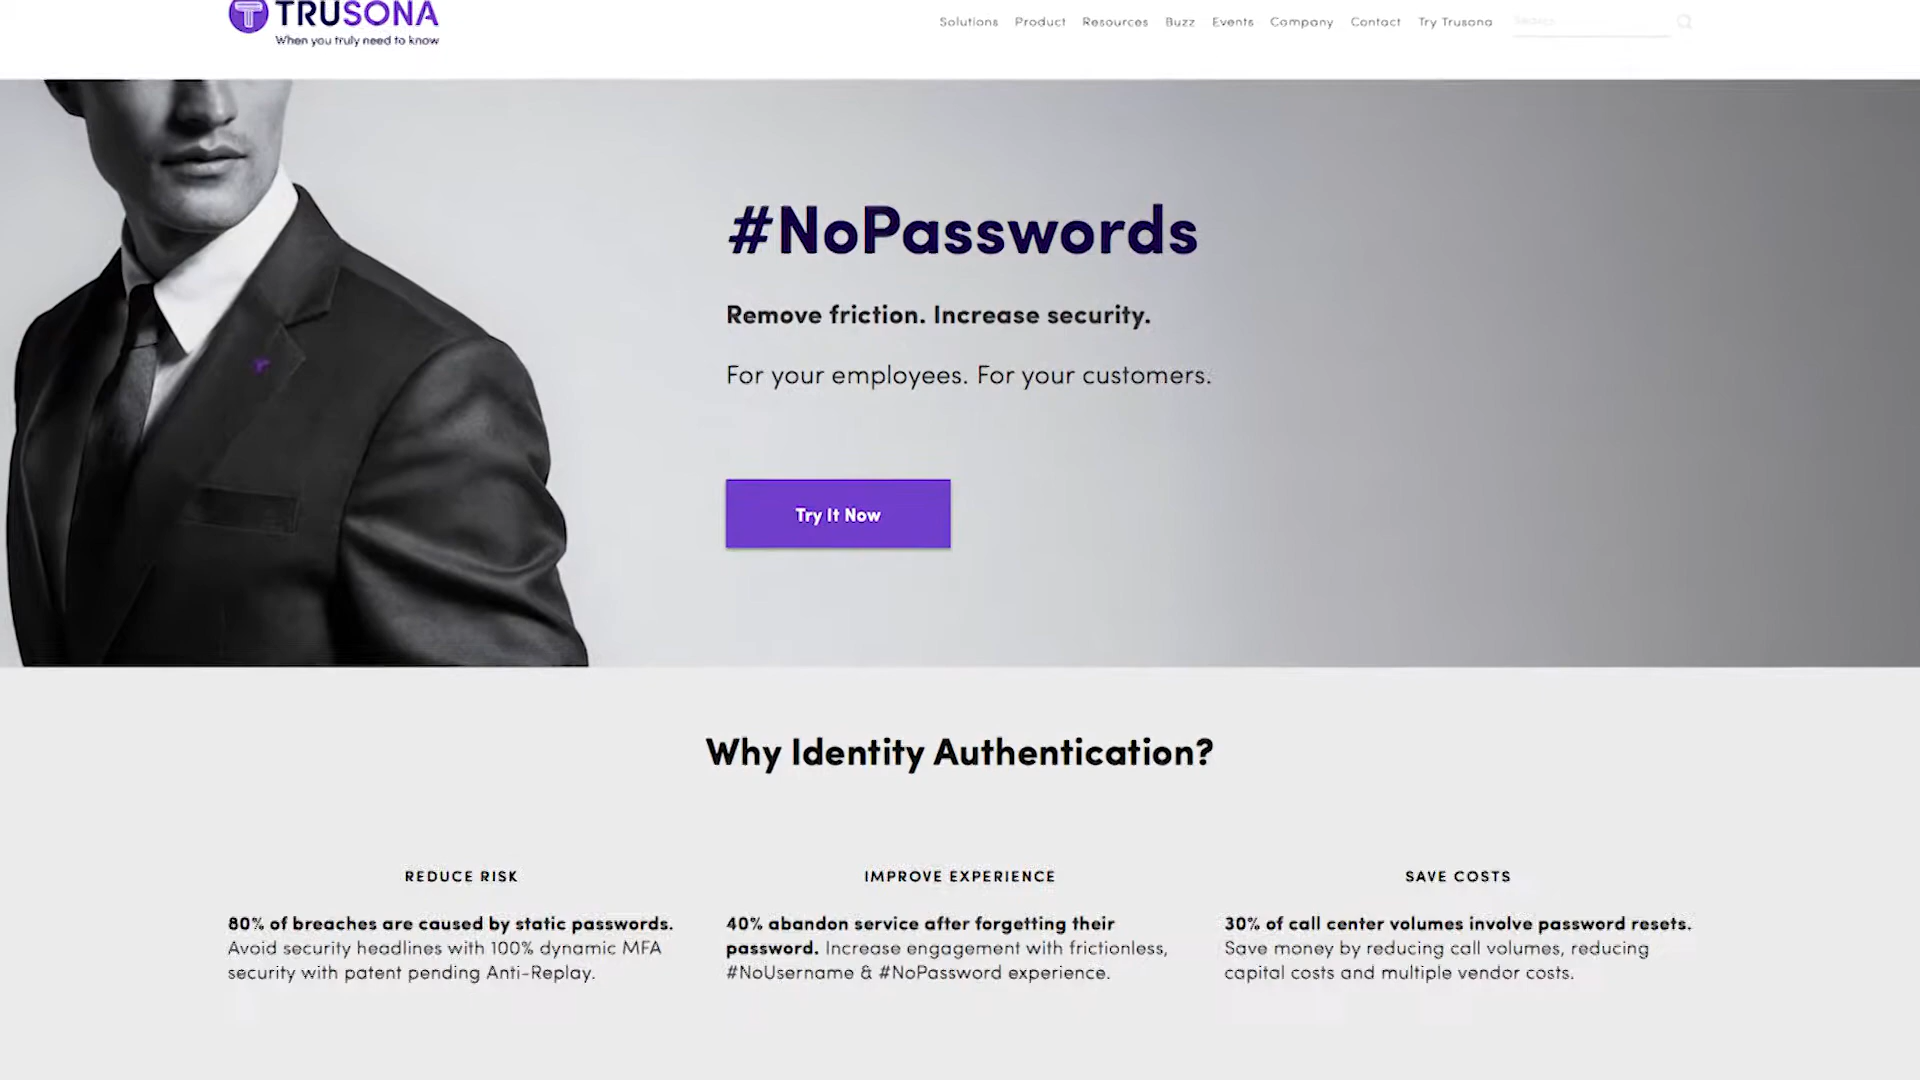 TRUSONA
When you truly need to know
Solutions Product Resources Buzz Events Company Contact Try Trusona
#NoPasswords
Remove friction. Increase security.
For your employees. For your customers.
Try It Now
Why Identity Authentication?
REDUCE RISK
80% of breaches are caused by static passwords.
Avoid security headlines with 100% dynamic MFA
security with patent pending Anti-Replay.
IMPROVE EXPERIENCE
40% abandon service after forgetting their
password. Increase engagement with frictionless,
#NoUsername & #NoPassword experience.
SAVE COSTS
30% of call center volumes involve password resets.
Save money by reducing call volumes, reducing
capital costs and multiple vendor costs.